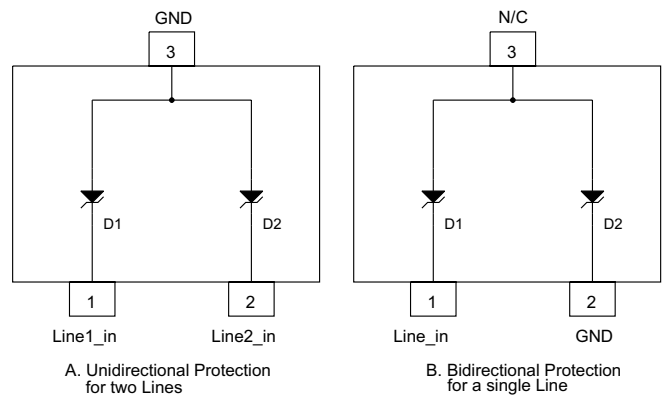 GND
3
D1
D2
1
2
Line1_in
Line2_in
A. Unidirectional Protection
for two Lines
N/C
3
D1
D2
1
2
Line_in
GND
B. Bidirectional Protection
for a single Line